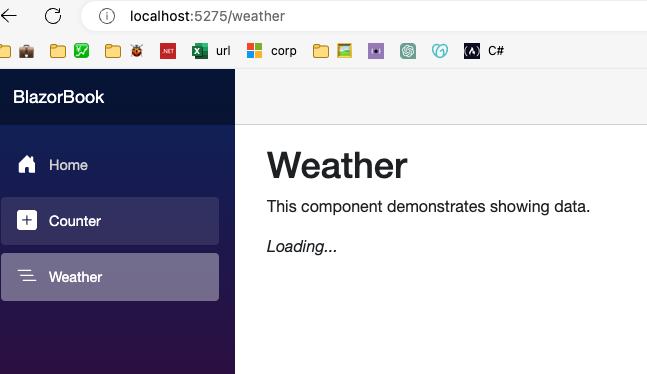 localhost:5275/weather
url
corp
C#
.NET
BlazorBook
Home
Counter
Weather
Weather
This component demonstrates showing data.
Loading...